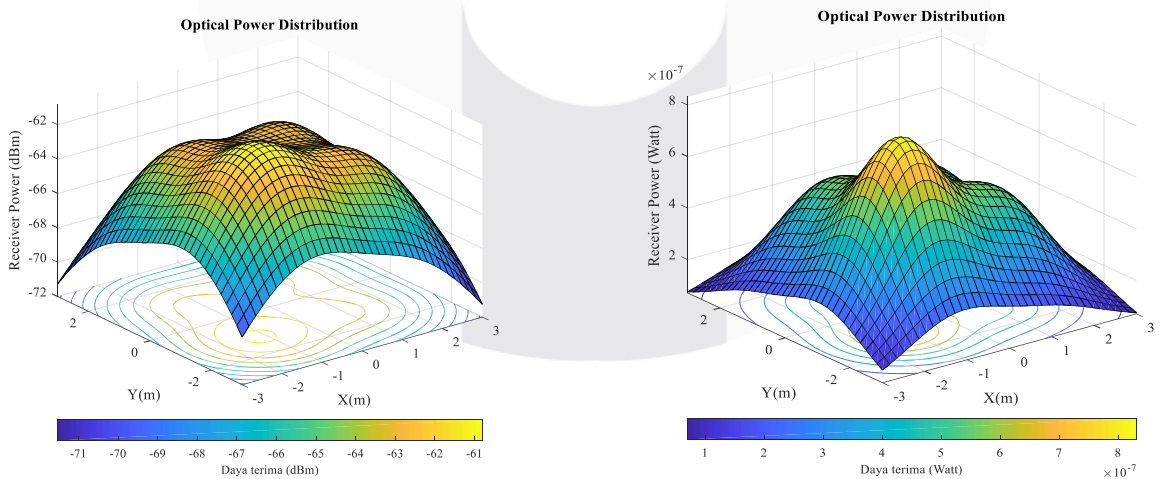 Optical Power Distribution
Receiver Power (dBm)
-62
-64
-66
-68
-70
-72
2
0
-2
Y(m)
-3
-2
-1
0
1
2
3
X(m)
-71 -70 -69 -68 -67 -66 -65 -64 -63 -62 -61
Daya terima (dBm)
Optical Power Distribution
×10-7
Receiver Power (Watt)
8
6
4
2
2
0
-2
Y(m)
-3
-2
-1
0
1
2
3
X(m)
1 2 3 4 5 6 7 8
Daya terima (Watt)
×10-7